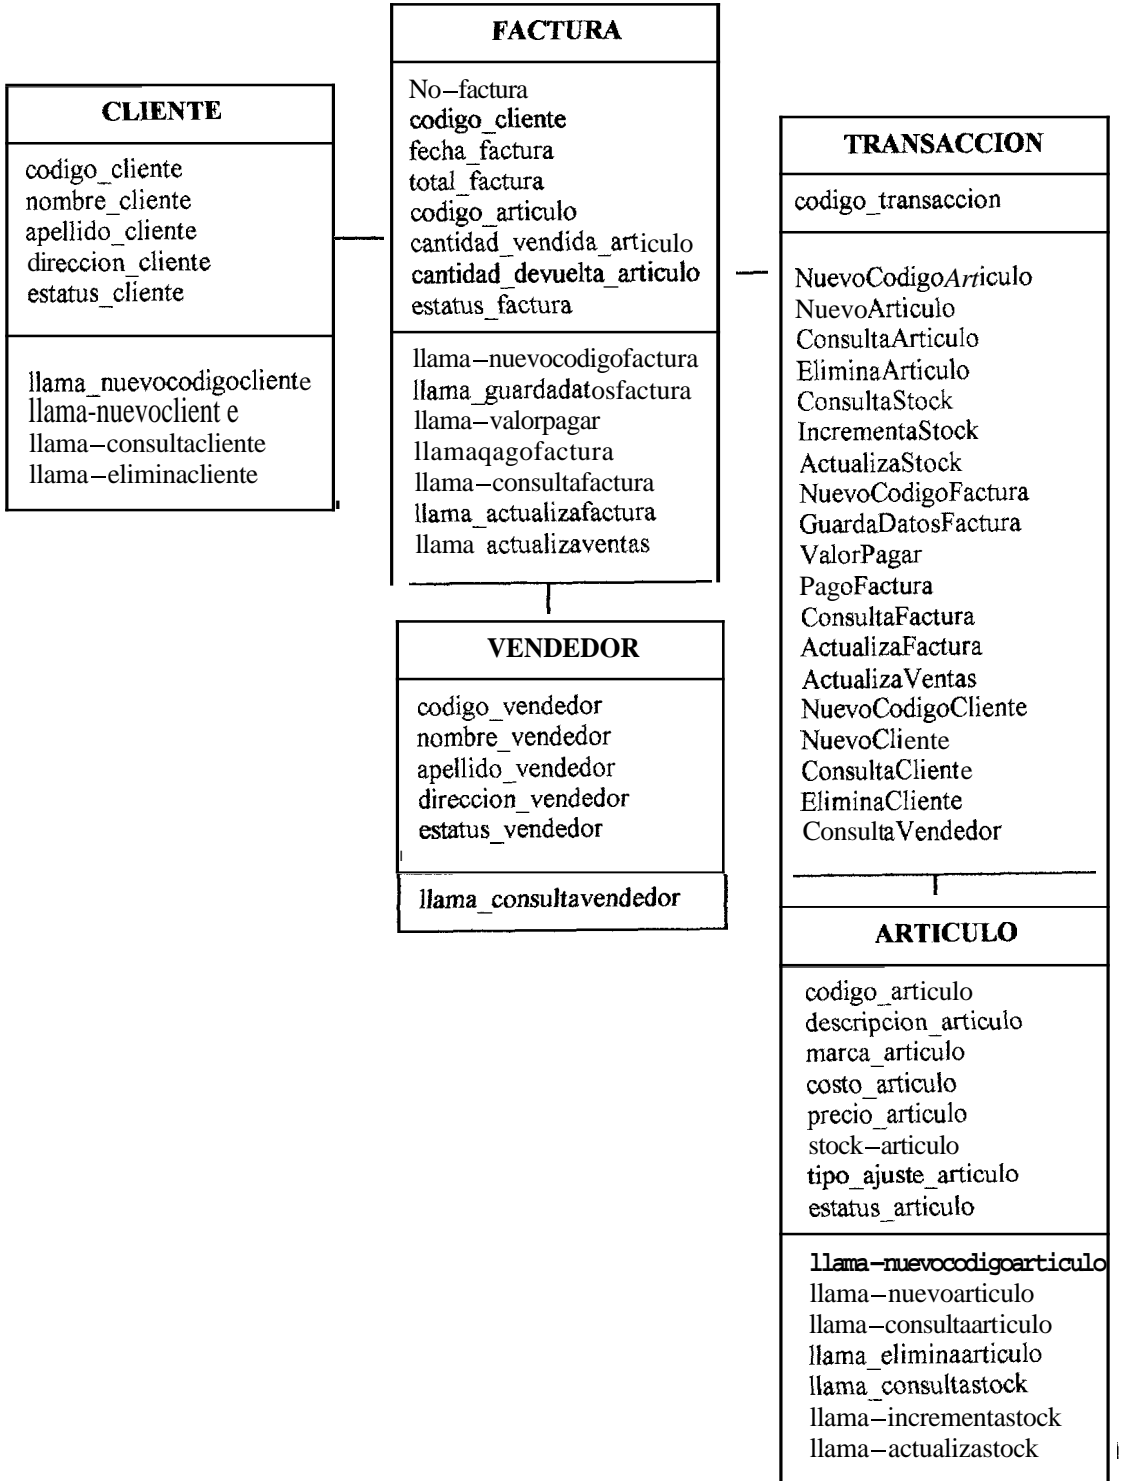 CLIENTE
codigo_cliente
nombre_cliente
apellido_cliente
direccion_cliente
estatus_cliente
llama_nuevocodigocliente
llama-nuevoclient e
llama–consultacliente
llama–eliminacliente
FACTURA
No–factura
codigo_cliente
fecha_factura
total_factura
codigo_articulo
cantidad_vendida_articulo
cantidad_devuelta_articulo
estatus_factura
llama–nuevocodigofactura
llama_guardadatosfactura
llama–valorpagar
llamaqagofactura
llama–consultafactura
llama_actualizafactura
llama actualizaventas
VENDEDOR
codigo_vendedor
nombre_vendedor
apellido_vendedor
direccion_vendedor
estatus_vendedor
llama_consultavendedor
TRANSACCION
codigo_transaccion
NuevoCodigoArticulo
NuevoArticulo
ConsultaArticulo
EliminaArticulo
ConsultaStock
IncrementaStock
ActualizaStock
NuevoCodigoFactura
GuardaDatosFactura
ValorPagar
PagoFactura
ConsultaFactura
ActualizaFactura
ActualizaVentas
NuevoCodigoCliente
NuevoCliente
ConsultaCliente
EliminaCliente
ConsultaVendedor
ARTICULO
codigo_articulo
descripcion_articulo
marca_articulo
costo_articulo
precio_articulo
stock–articulo
tipo_ajuste_articulo
estatus_articulo
llama–nuevocodigoarticulo
llama–nuevoarticulo
llama–consultaarticulo
llama_eliminaarticulo
llama_consultastock
llama–incrementastock
llama–actualizastock